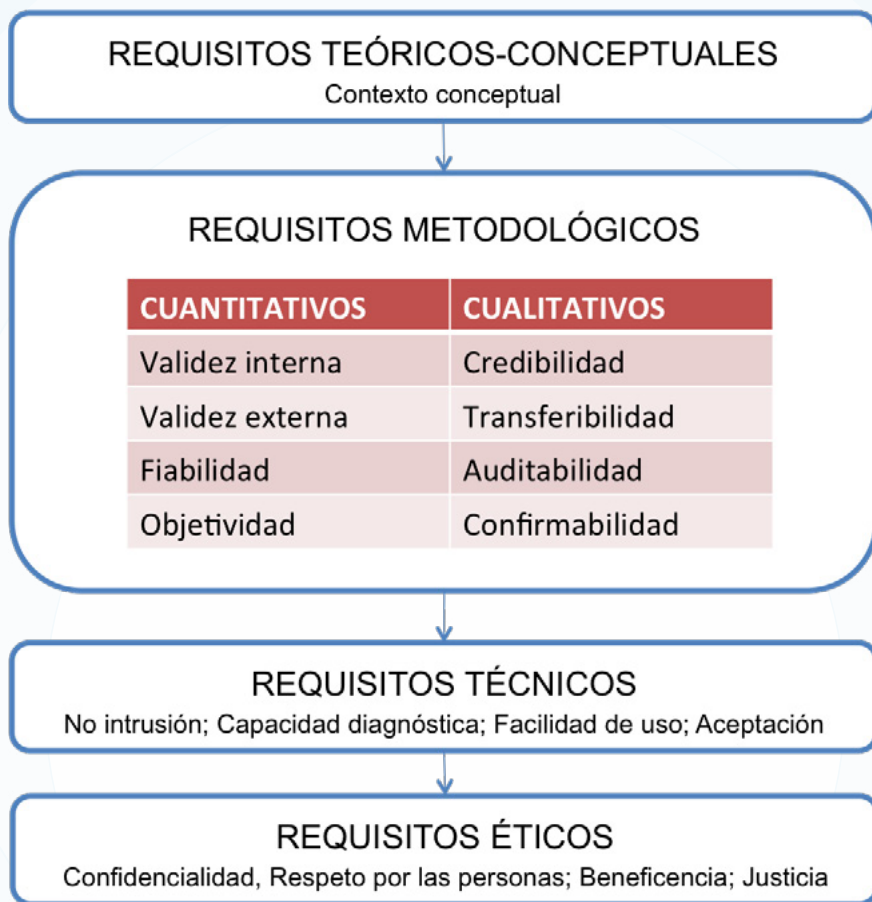 REQUISITOS TEÓRICOS-CONCEPTUALES
Contexto conceptual
REQUISITOS METODOLÓGICOS
CUANTITATIVOS CUALITATIVOS
Validez interna Credibilidad
Validez externa Transferibilidad
Fiabilidad Auditabilidad
Objetividad Confirmabilidad
REQUISITOS TÉCNICOS
No intrusión; Capacidad diagnóstica; Facilidad de uso; Aceptación
REQUISITOS ÉTICOS
Confidencialidad, Respeto por las personas; Beneficencia; Justicia